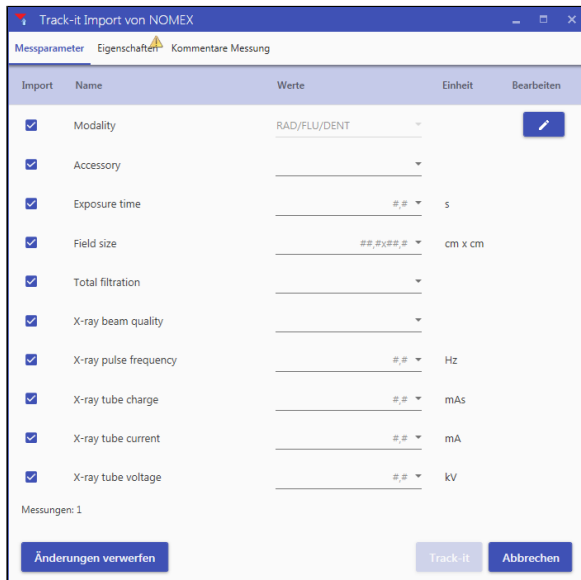 Track-it Import von NOMEX
Messparameter Eigenschaften Kommentare Messung
Import Name Werte Einheit Bearbeiten
Modality RAD/FLU/DENT
Accessory
Exposure time #,# s
Field size ##,#x##,# cm x cm
Total filtration
X-ray beam quality
X-ray pulse frequency #,# Hz
X-ray tube charge #,# mAs
X-ray tube current #,# mA
X-ray tube voltage #,# kV
Messungen: 1
Änderungen verwerfen Track-it Abbrechen